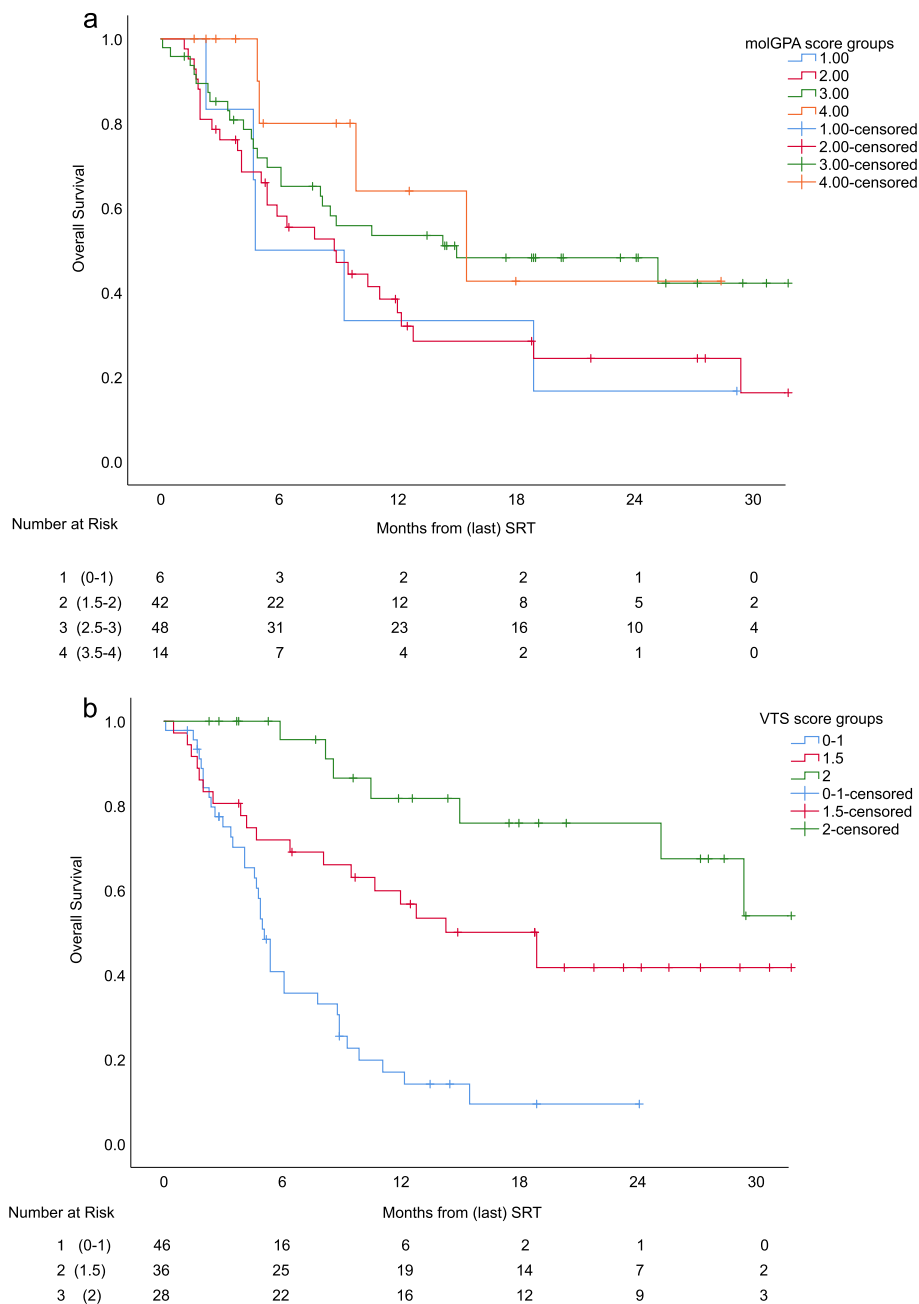 a
molGPA score groups
1.00
2.00
3.00
4.00
1.00-censored
2.00-censored
3.00-censored
4.00-censored
1.0
0.8
0.6
0.4
0.2
0.0
Overall Survival
0 6 12 18 24 30
Number at Risk
Months from (last) SRT
1 (0-1) 6 3 2 2 1 0
2 (1.5-2) 42 22 12 8 5 2
3 (2.5-3) 48 31 23 16 10 4
4 (3.5-4) 14 7 4 2 1 0
b
VTS score groups
0-1
1.5
2
0-1-censored
1.5-censored
2-censored
1.0
0.8
0.6
0.4
0.2
0.0
Overall Survival
0 6 12 18 24 30
Number at Risk
Months from (last) SRT
1 (0-1) 46 16 6 2 1 0
2 (1.5) 36 25 19 14 7 2
3 (2) 28 22 16 12 9 3